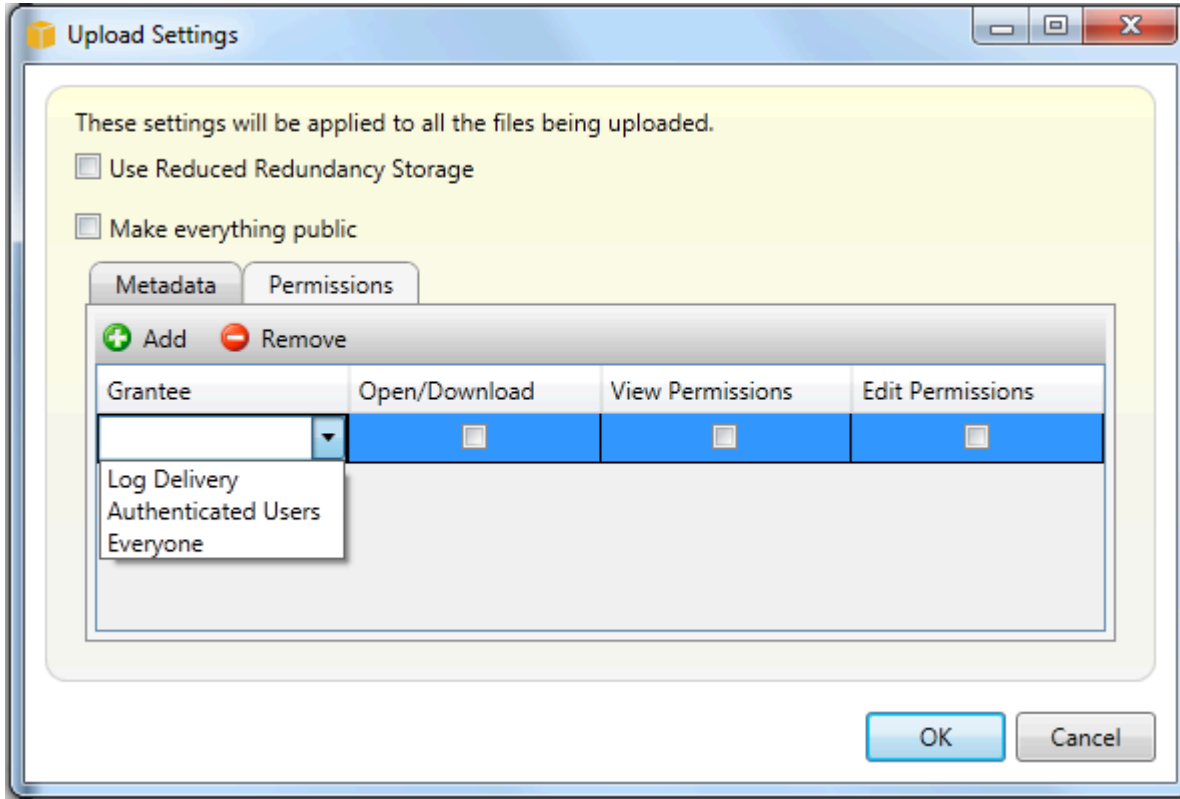 Upload Settings
These settings will be applied to all the files being uploaded.
Use Reduced Redundancy Storage
Make everything public
Metadata Permissions
Add Remove
Grantee Open/Download View Permissions Edit Permissions
Log Delivery
Authenticated Users
Everyone
OK Cancel